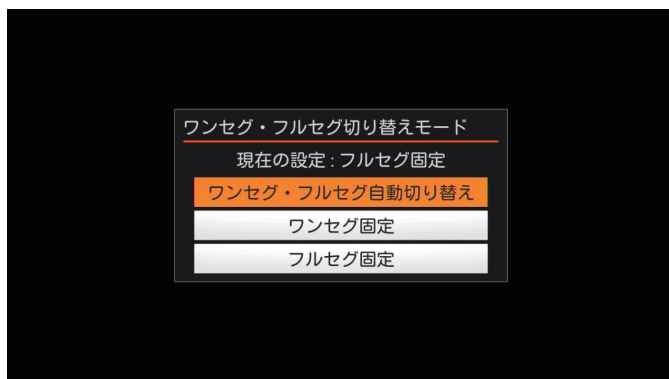 ワンセグ・フルセグ切り替えモード
現在の設定 : フルセグ固定
ワンセグ・フルセグ自動切り替え
ワンセグ固定
フルセグ固定